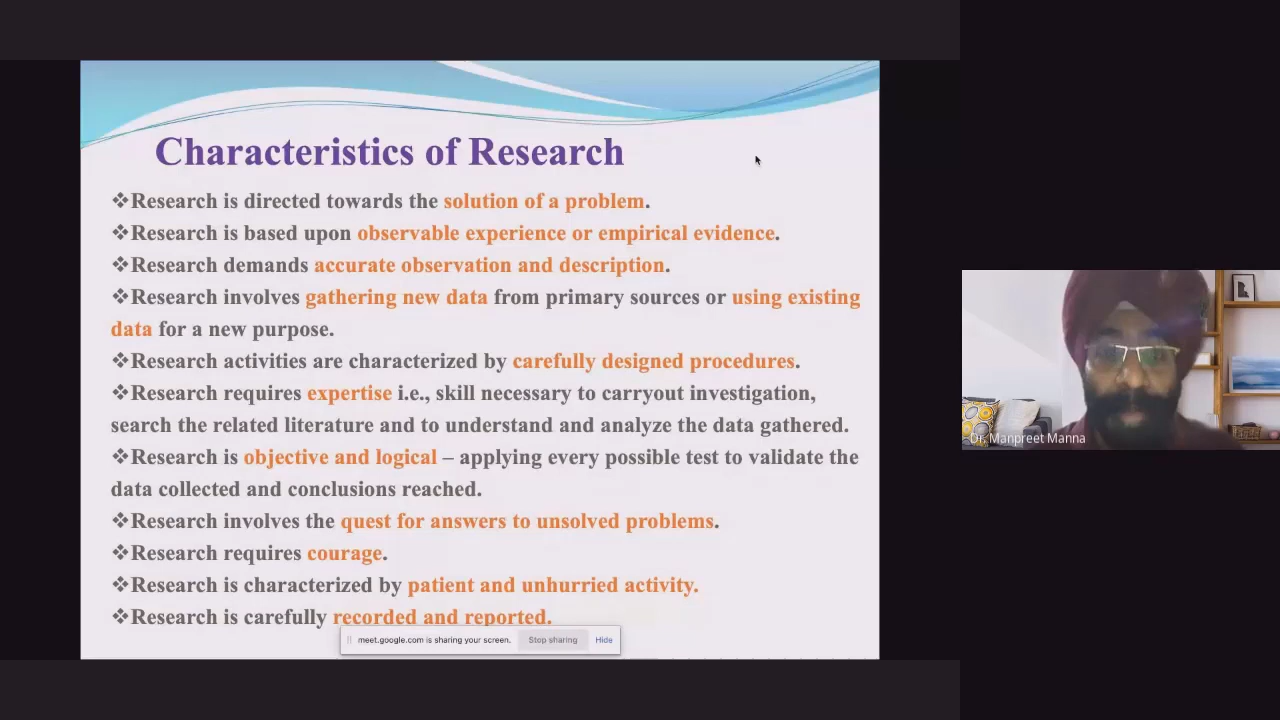 Characteristics of Research
❖Research is directed towards the solution of a problem.
❖Research is based upon observable experience or empirical evidence.
❖Research demands accurate observation and description.
❖Research involves gathering new data from primary sources or using existing
data for a new purpose.
❖Research activities are characterized by carefully designed procedures.
❖Research requires expertise i.e., skill necessary to carryout investigation,
search the related literature and to understand and analyze the data gathered.
❖Research is objective and logical – applying every possible test to validate the
data collected and conclusions reached.
❖Research involves the quest for answers to unsolved problems.
❖Research requires courage.
❖Research is characterized by patient and unhurried activity.
❖Research is carefully recorded and reported.
meet.google.com is sharing your screen. Stop sharing Hide
Dr. Manpreet Manna